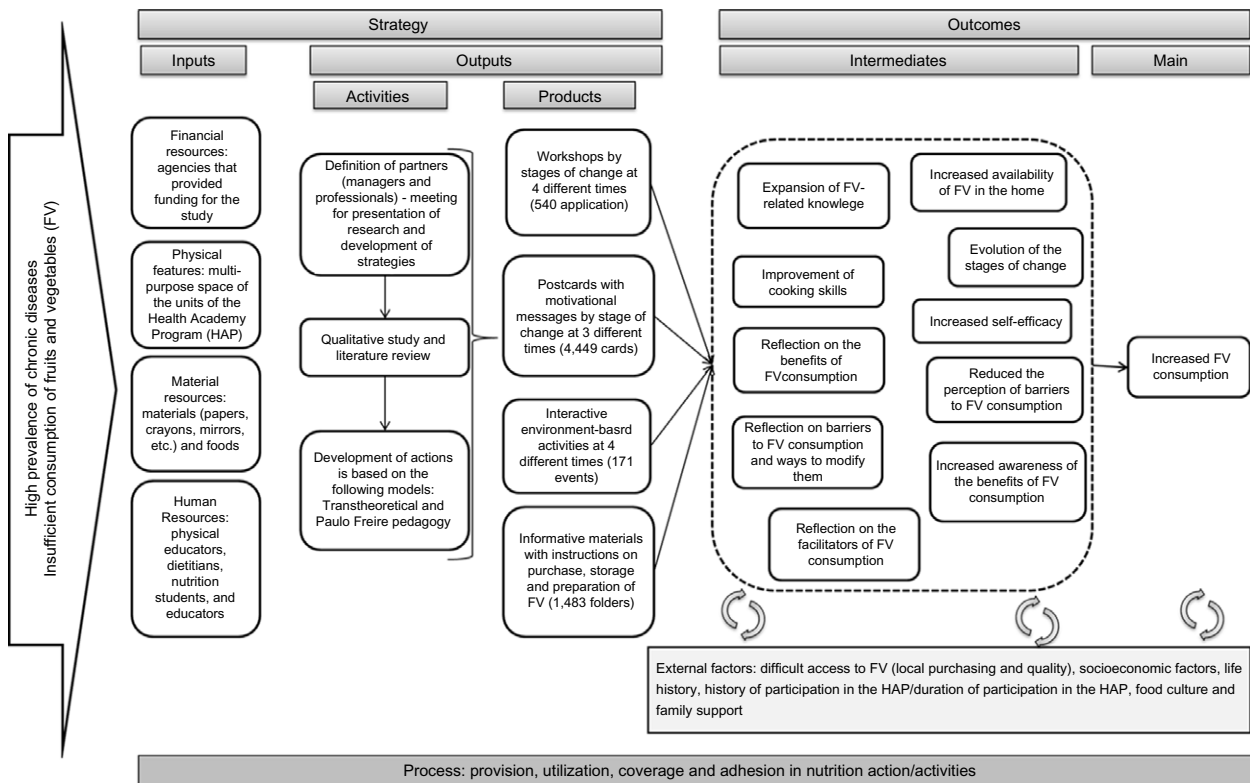 High prevalence of chronic diseases
Insufficient consumption of fruits and vegetables (FV)
Strategy
Outcomes
Inputs
Outputs
Intermediates
Main
Activities
Products
Financial
resources:
agencies that
provided
funding for the
study
Physical
features: multi-
purpose space of
the units of the
Health Academy
Program (HAP)
Material
resources:
materials (papers,
crayons, mirrors,
etc.) and foods
Human
Resources:
physical
educators,
dietitians,
nutrition
students, and
educators
Definition of partners
(managers and
professionals) - meeting
for presentation of
research and
development of
strategies
Qualitative study and
literature review
Development of actions
is based on the
following models:
Transtheoretical and
Paulo Freire pedagogy
Workshops by
stages of change at
4 different times
(540 application)
Postcards with
motivational
messages by stage of
change at 3 different
times (4,449 cards)
Interactive
environment-basrd
activities at 4
different times (171
events)
Informative materials
with instructions on
purchase, storage
and preparation of
FV (1,483 folders)
Expansion of FV-
related knowlege
Improvement of
cooking skills
Reflection on the
benefits of
FVconsumption
Reflection on barriers
to FV consumption
and ways to modify
them
Reflection on the
facilitators of FV
consumption
Increased availability
of FV in the home
Evolution of the
stages of change
Increased self-efficacy
Reduced the
perception of barriers
to FV consumption
Increased awareness of
the benefits of FV
consumption
Increased FV
consumption
External factors: difficult access to FV (local purchasing and quality), socioeconomic factors, life
history, history of participation in the HAP/duration of participation in the HAP, food culture and
family support
Process: provision, utilization, coverage and adhesion in nutrition action/activities